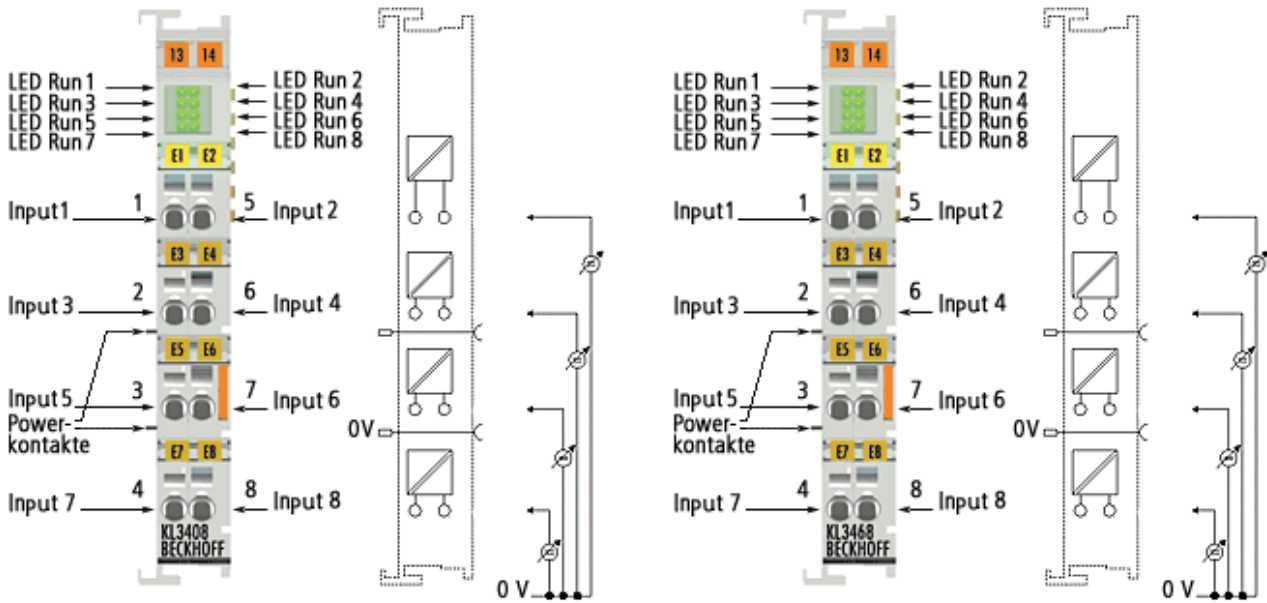 13 14
LED Run 1
LED Run 2
LED Run 3
LED Run 4
LED Run 5
LED Run 6
LED Run 7
LED Run 8
E1 E2
Input1 1
5 Input 2
E3 E4
Input 3 2
6 Input 4
E5 E6
Input 5 3
7 Input 6
Power-
kontakte
0V
E7 E8
Input 7 4
8 Input 8
KL3408
BECKHOFF
0 V
13 14
LED Run 1
LED Run 2
LED Run 3
LED Run 4
LED Run 5
LED Run 6
LED Run 7
LED Run 8
E1 E2
Input1 1
5 Input 2
E3 E4
Input 3 2
6 Input 4
E5 E6
Input 5 3
7 Input 6
Power-
kontakte
0V
E7 E8
Input 7 4
8 Input 8
KL3468
BECKHOFF
0 V